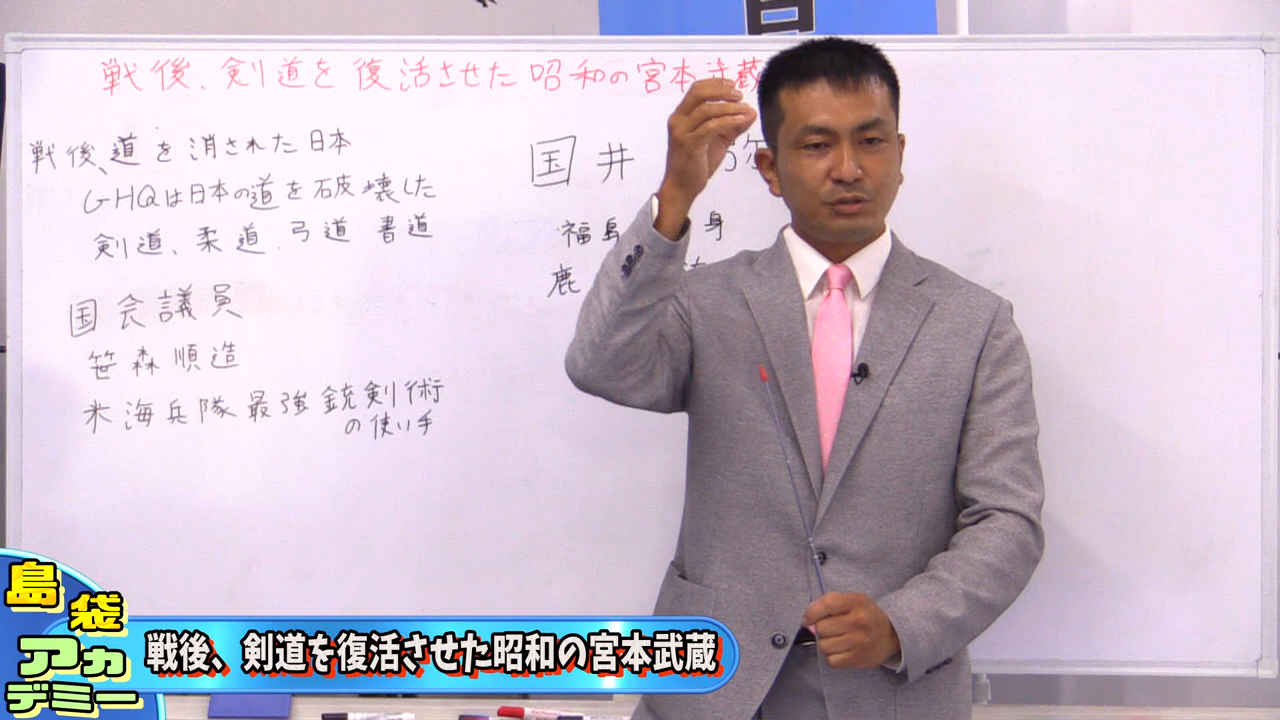 戦後、剣道を復活させた昭和の宮本武蔵
戦後、道を消された日本
GHQは日本の道を破壊した
剣道、柔道、弓道 書道
国会議員
笹森順造
米海兵隊最強銃剣術
の使い手
国井
福島 身
鹿
島袋
アカ
デミー
戦後、剣道を復活させた昭和の宮本武蔵